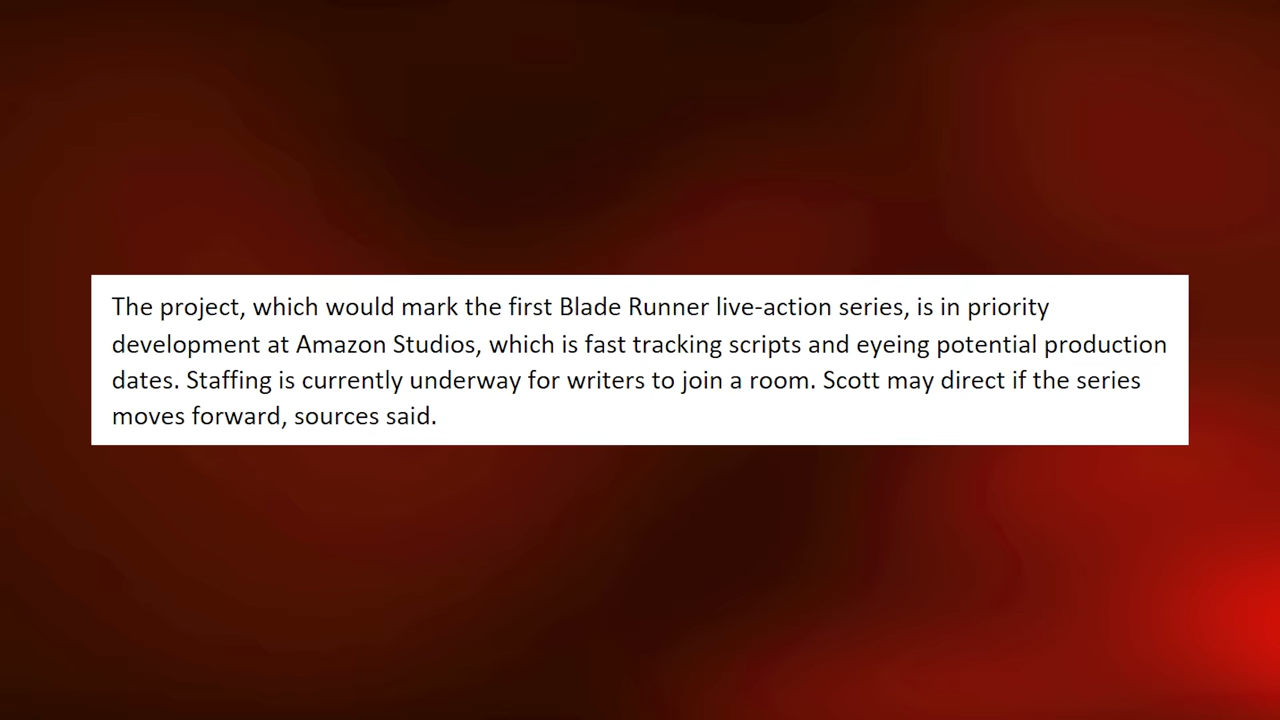 The project, which would mark the first Blade Runner live-action series, is in priority
development at Amazon Studios, which is fast tracking scripts and eyeing potential production
dates. Staffing is currently underway for writers to join a room. Scott may direct if the series
moves forward, sources said.